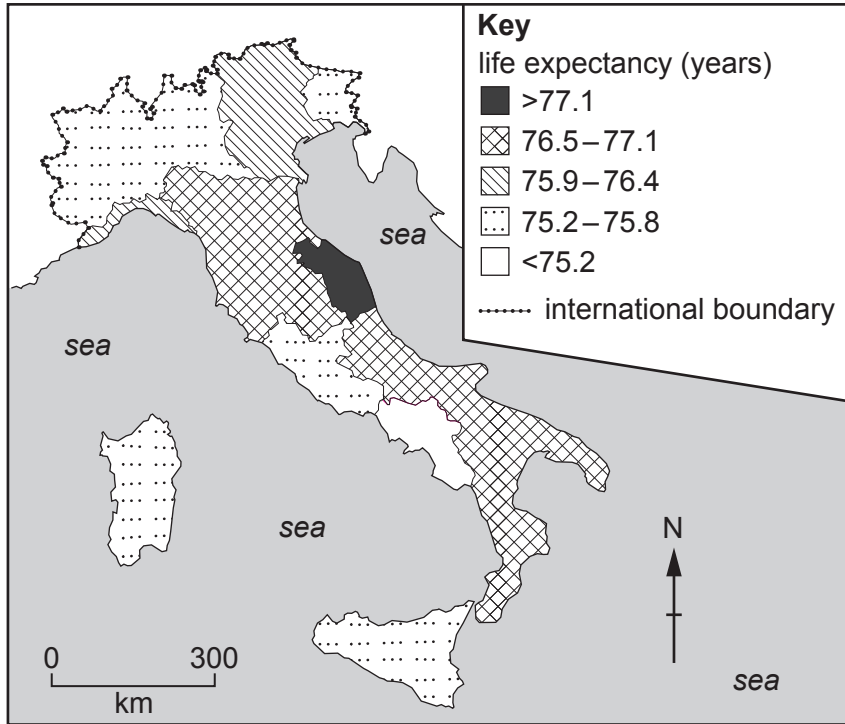 Key
life expectancy (years)
>77.1
76.5–77.1
75.9–76.4
75.2–75.8
<75.2
international boundary
sea
sea
sea
N
0 300
km
sea